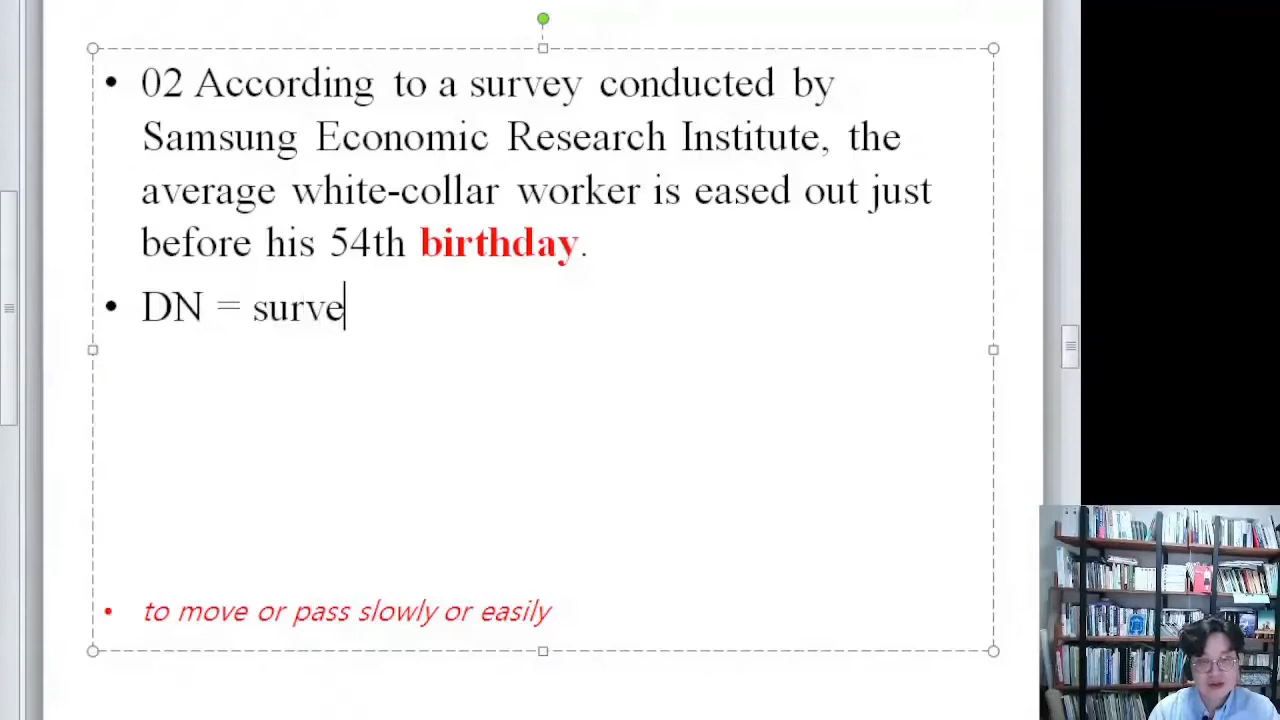 • 02 According to a survey conducted by
Samsung Economic Research Institute, the
average white-collar worker is eased out just
before his 54th birthday.
• DN = surve
• to move or pass slowly or easily